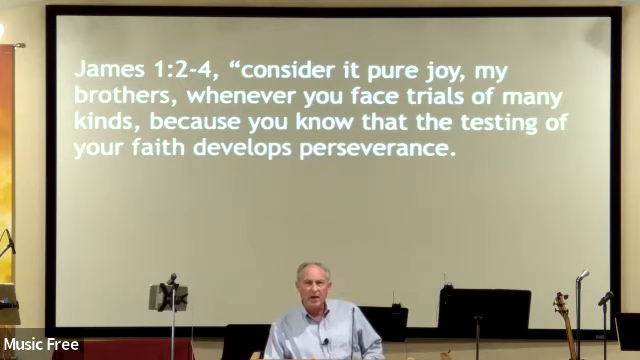 James 1:2-4, “consider it pure joy, my
brothers, whenever you face trials of many
kinds, because you know that the testing of
your faith develops perseverance.
Music Free